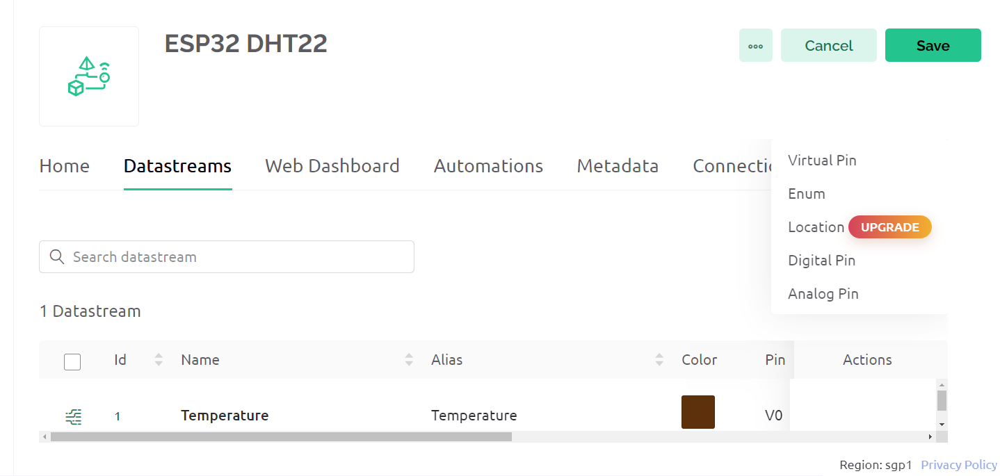 ESP32 DHT22
Cancel
Save
Home Datastreams Web Dashboard Automations Metadata
Virtual Pin
Enum
Location UPGRADE
Digital Pin
Analog Pin
Search datastream
1 Datastream
Id Name Alias Color Pin Actions
1 Temperature Temperature V0
Region: sgp1 Privacy Policy